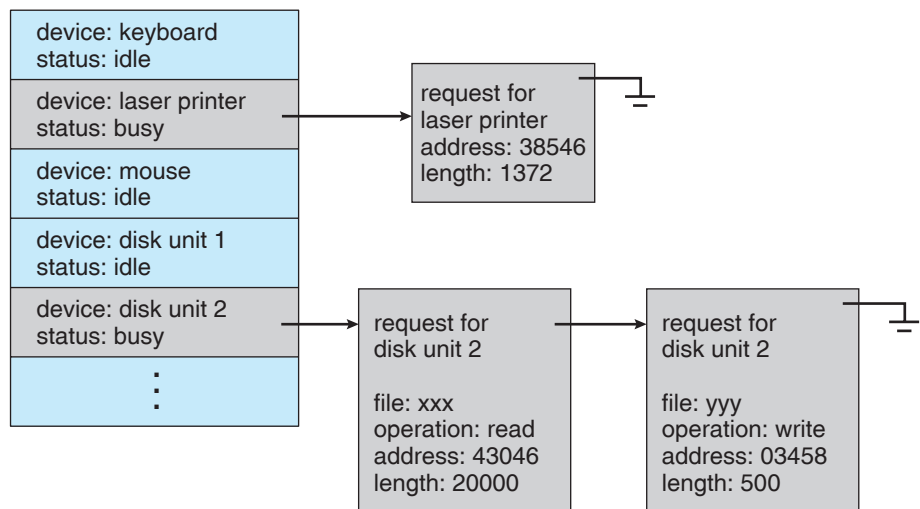 device: keyboard
status: idle
device: laser printer
status: busy
device: mouse
status: idle
device: disk unit 1
status: idle
device: disk unit 2
status: busy
request for
laser printer
address: 38546
length: 1372
request for
disk unit 2
file: xxx
operation: read
address: 43046
length: 20000
request for
disk unit 2
file: yyy
operation: write
address: 03458
length: 500